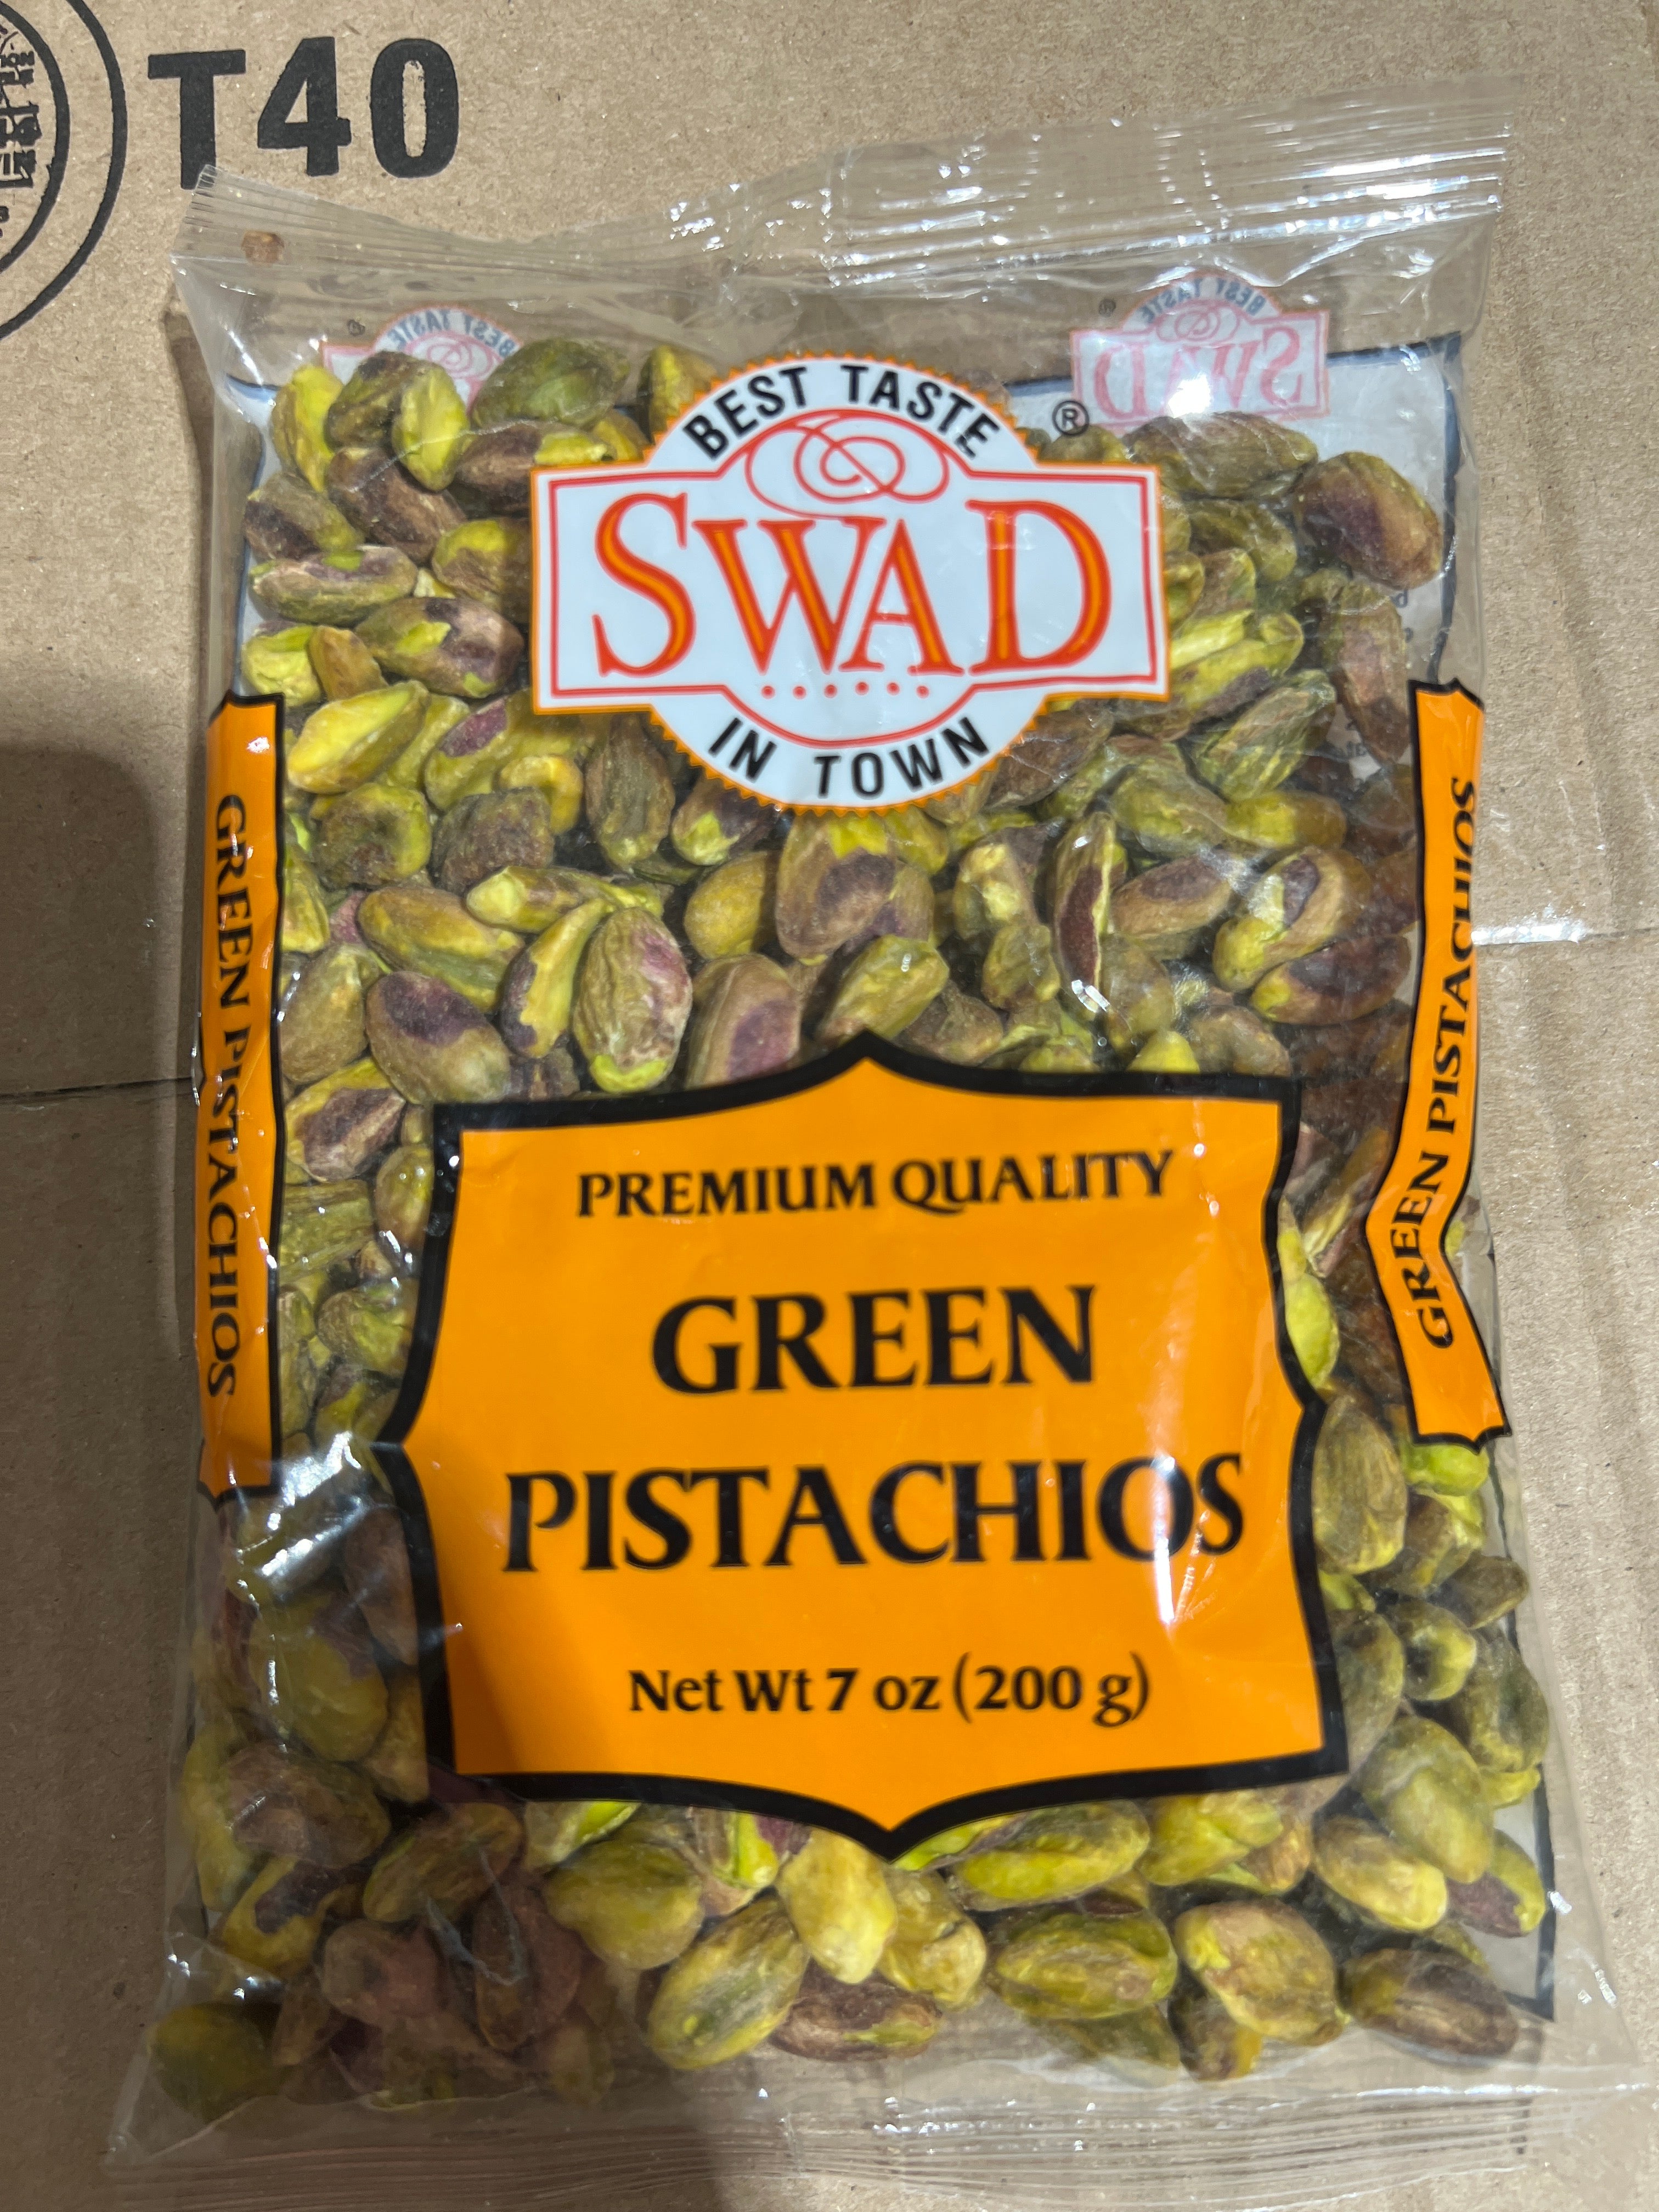 T40
BEST TASTE
®
SWAD
IN TOWN
GREEN PISTACHIOS
GREEN PISTACHIOS
PREMIUM QUALITY
GREEN
PISTACHIOS
Net Wt 7 oz (200 g)